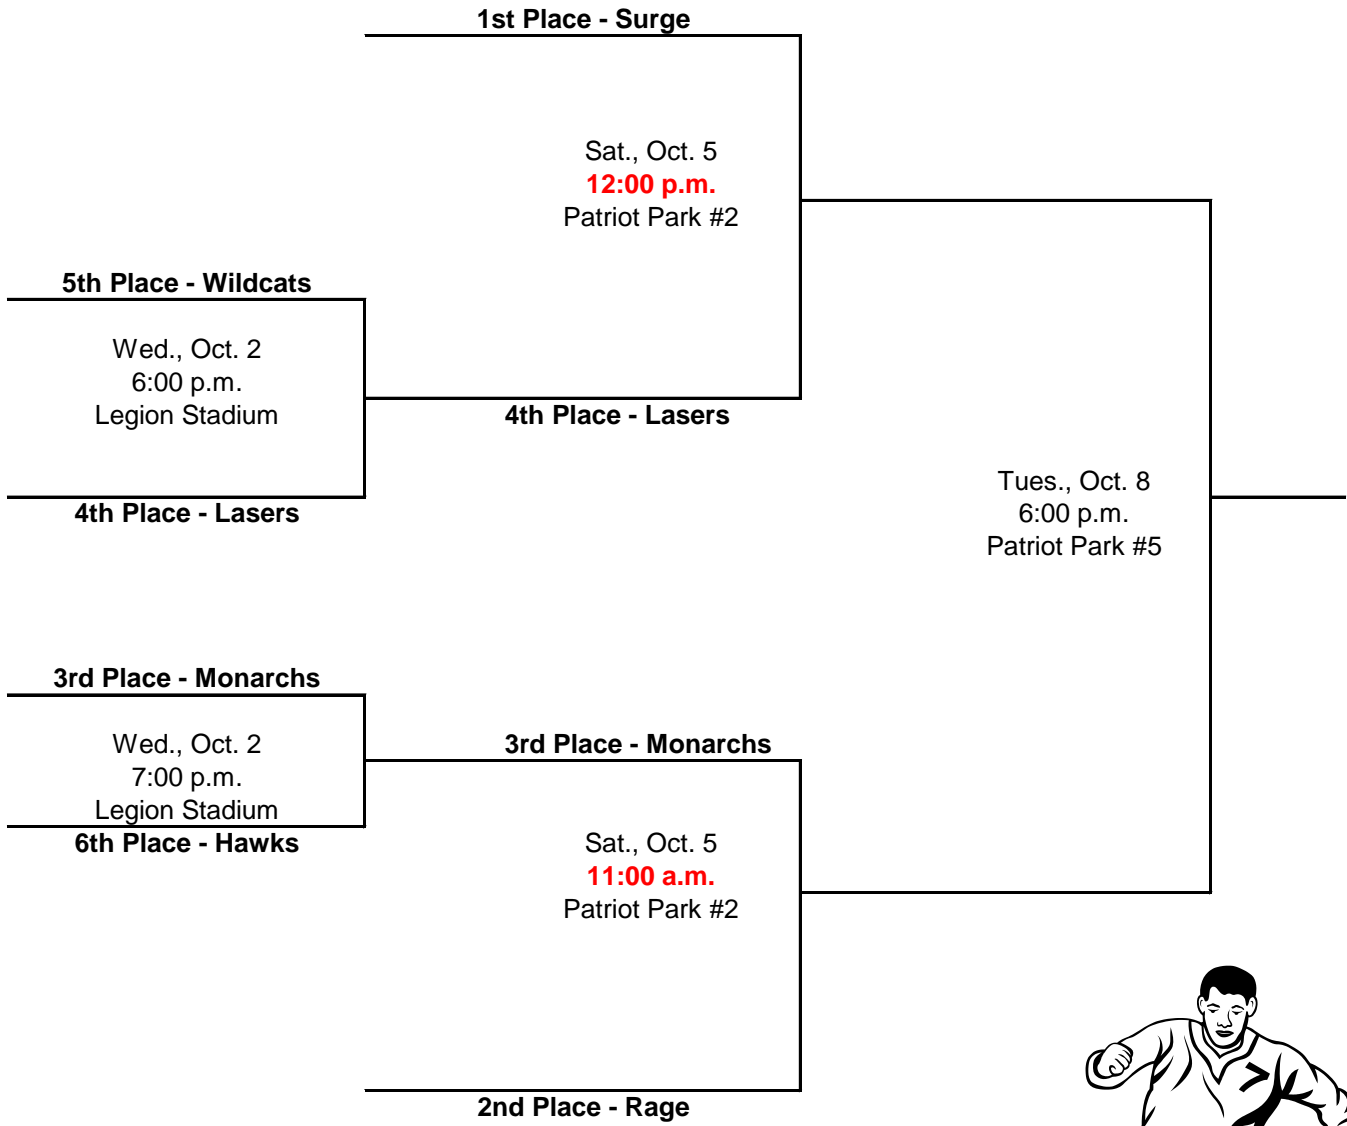 1st Place - Surge
Sat., Oct. 5
12:00 p.m.
Patriot Park #2
5th Place - Wildcats
Wed., Oct. 2
6:00 p.m.
Legion Stadium
4th Place - Lasers
4th Place - Lasers
Tues., Oct. 8
6:00 p.m.
Patriot Park #5
3rd Place - Monarchs
Wed., Oct. 2
7:00 p.m.
Legion Stadium
6th Place - Hawks
3rd Place - Monarchs
Sat., Oct. 5
11:00 a.m.
Patriot Park #2
2nd Place - Rage
7